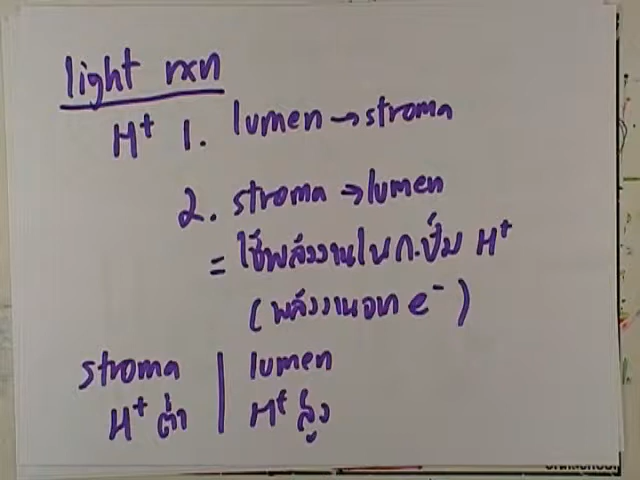 light rxn
H⁺ 1. lumen → stroma
2. stroma → lumen
= ใช้พลังงานในก.ปั๊ม H⁺
(พลังงานจาก e⁻)
stroma | lumen
H⁺ ต่ำ | H⁺ สูง